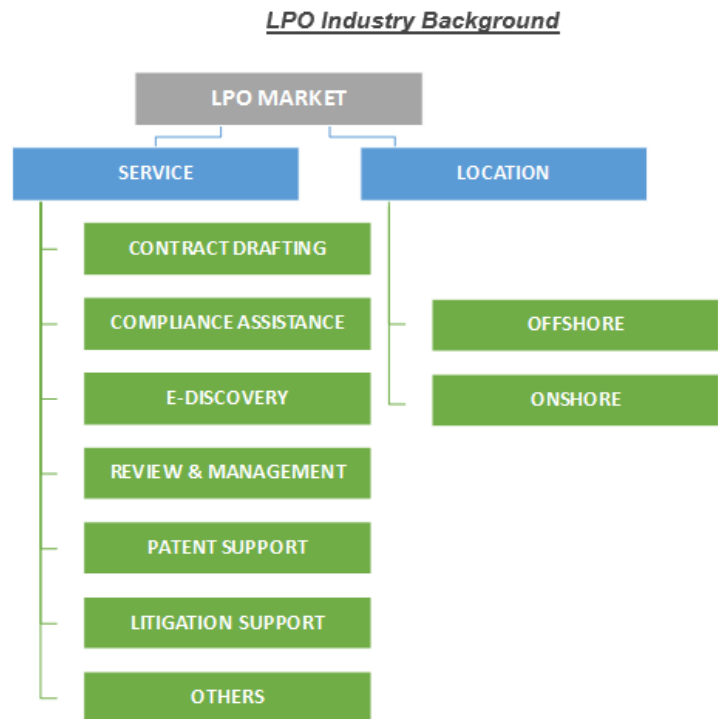 LPO Industry Background
LPO MARKET
SERVICE
LOCATION
CONTRACT DRAFTING
COMPLIANCE ASSISTANCE
OFFSHORE
E-DISCOVERY
ONSHORE
REVIEW & MANAGEMENT
PATENT SUPPORT
LITIGATION SUPPORT
OTHERS